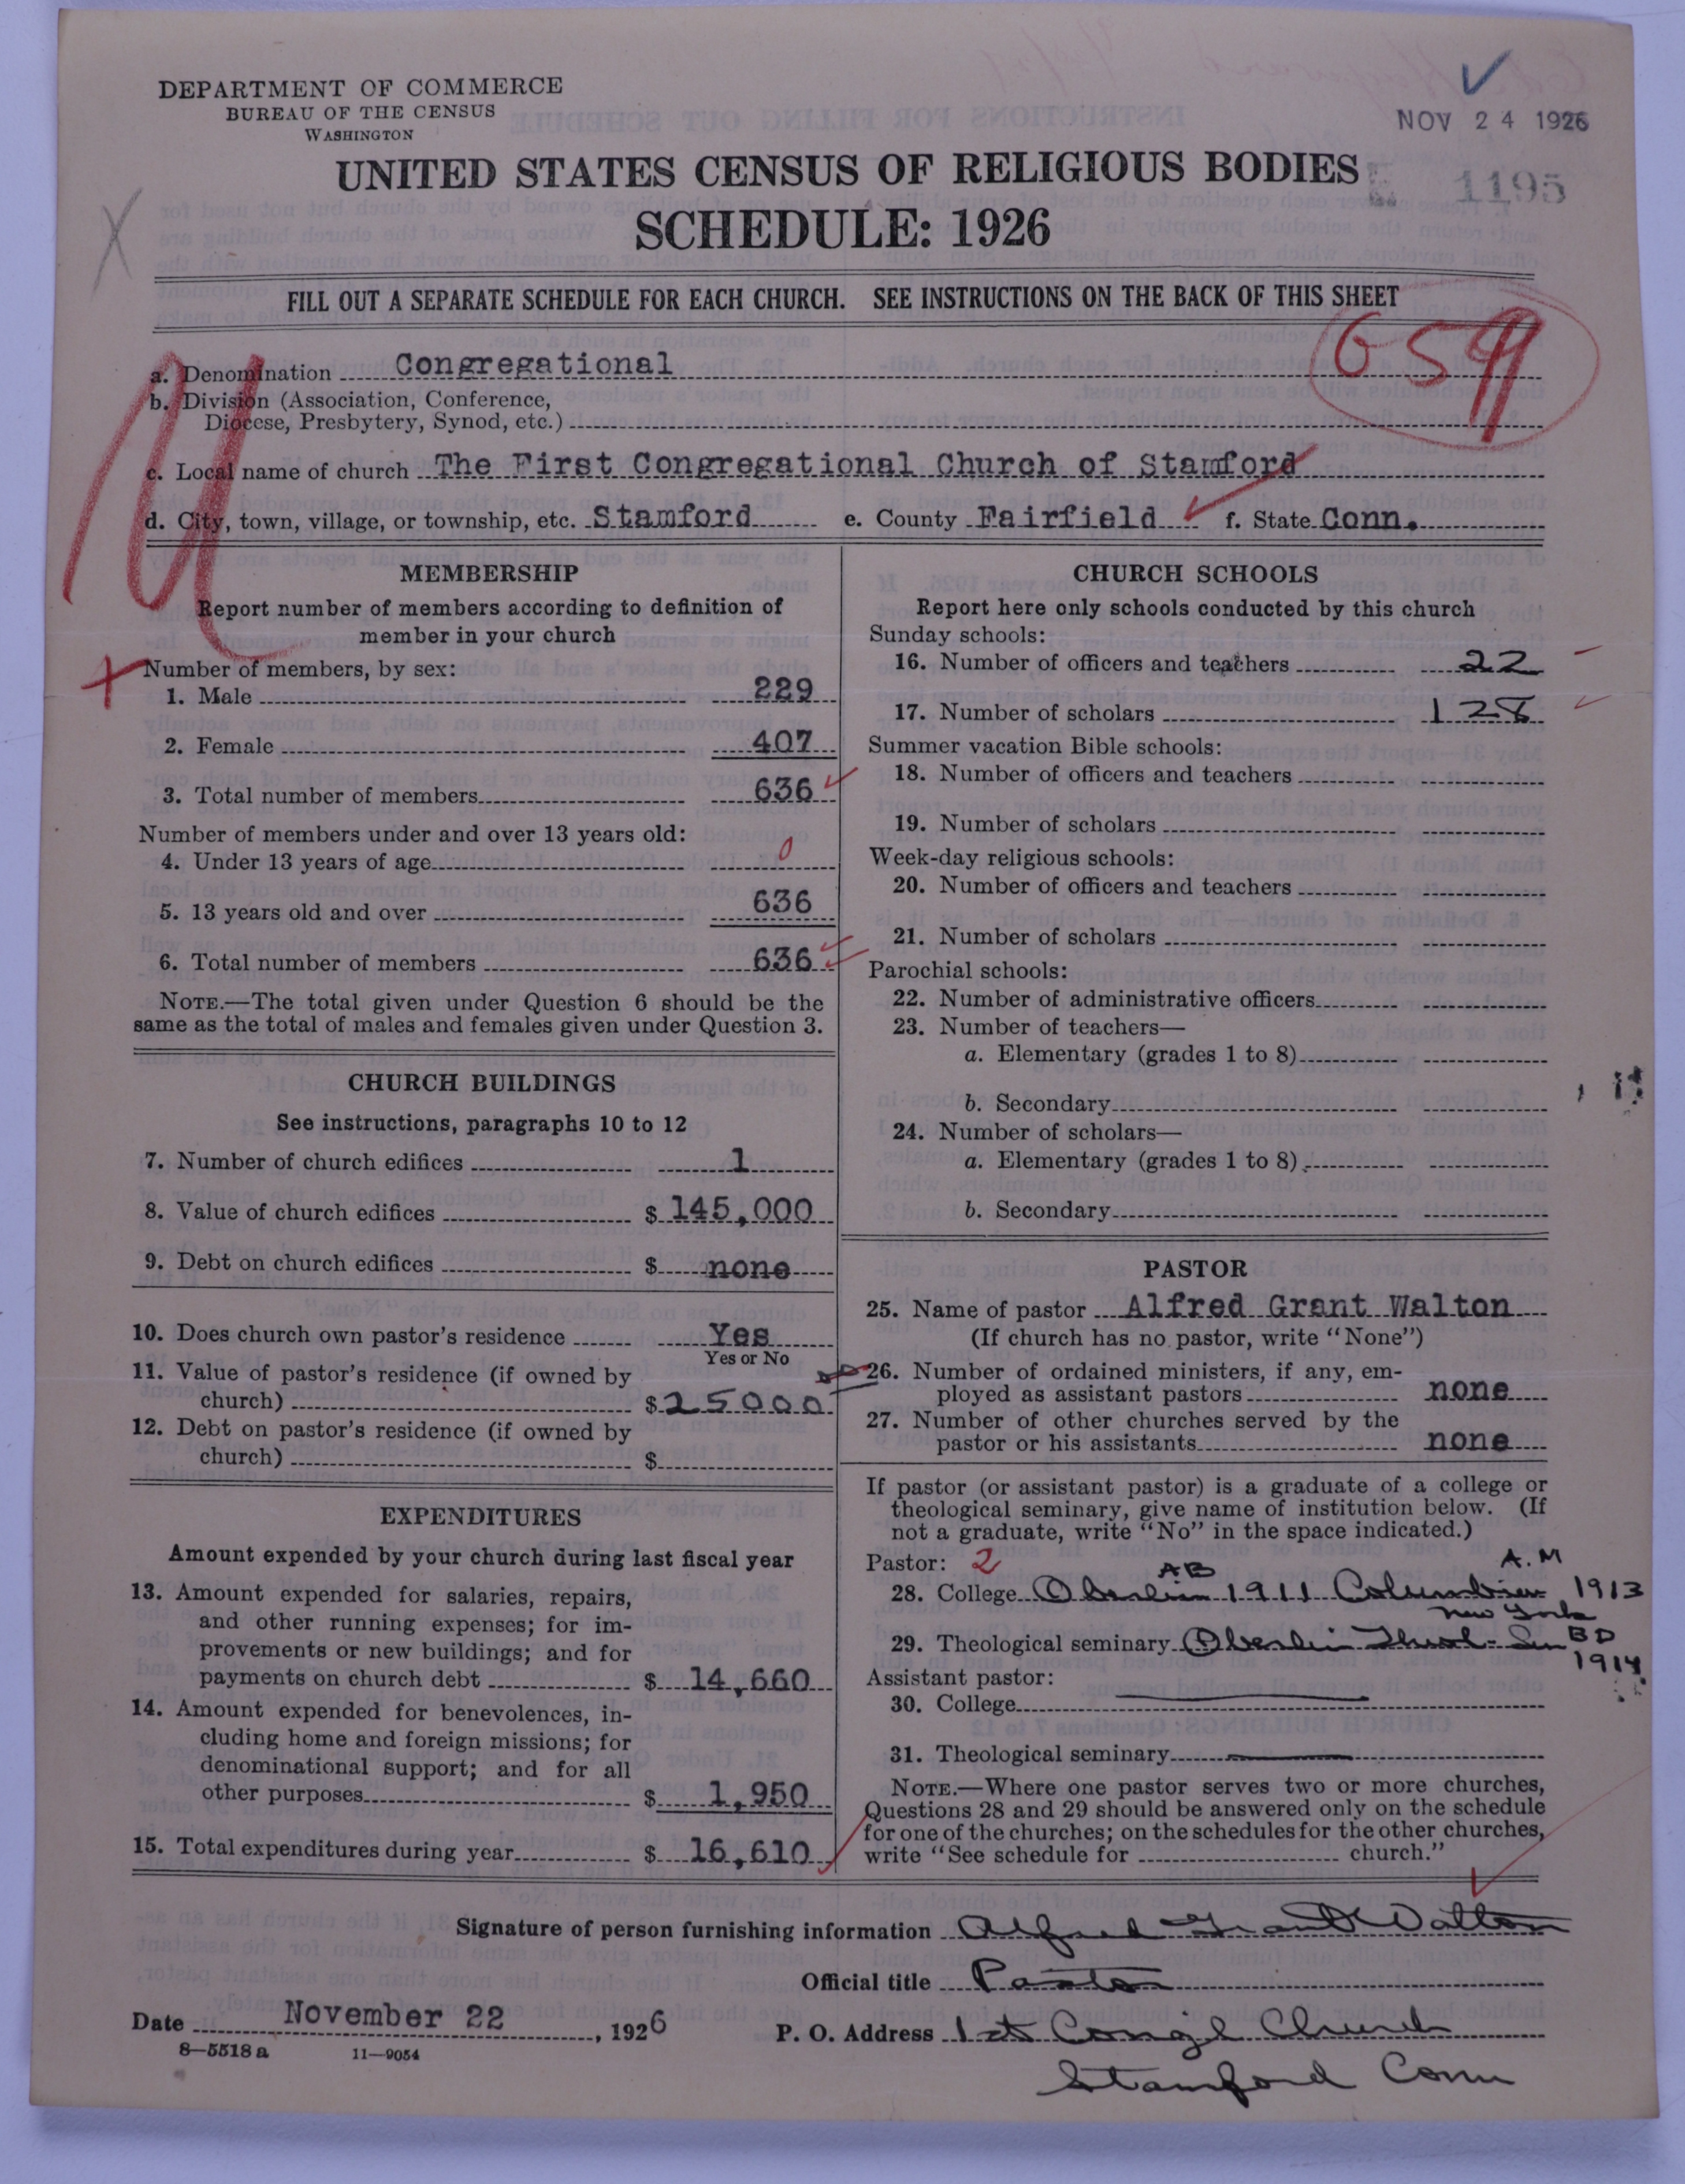 DEPARTMENT OF COMMERCE
BUREAU OF THE CENSUS
WASHINGTON
NOV 24 1926
UNITED STATES CENSUS OF RELIGIOUS BODIES
1195
SCHEDULE: 1926
FILL OUT A SEPARATE SCHEDULE FOR EACH CHURCH. SEE INSTRUCTIONS ON THE BACK OF THIS SHEET
a. Denomination Congregational
b. Division (Association, Conference,
Diocese, Presbytery, Synod, etc.)
c. Local name of church The First Congregational Church of Stamford
d. City, town, village, or township, etc. Stamford e. County Fairfield f. State Conn.
MEMBERSHIP
Report number of members according to definition of
member in your church
Number of members, by sex:
1. Male 229
2. Female 407
3. Total number of members 636
Number of members under and over 13 years old:
4. Under 13 years of age 0
5. 13 years old and over 636
6. Total number of members 636
NOTE.—The total given under Question 6 should be the
same as the total of males and females given under Question 3.
CHURCH BUILDINGS
See instructions, paragraphs 10 to 12
7. Number of church edifices 1
8. Value of church edifices $ 145,000
9. Debt on church edifices $ none
10. Does church own pastor's residence Yes
Yes or No
11. Value of pastor's residence (if owned by
church) $ 25000
12. Debt on pastor's residence (if owned by
church) $
EXPENDITURES
Amount expended by your church during last fiscal year
13. Amount expended for salaries, repairs,
and other running expenses; for im-
provements or new buildings; and for
payments on church debt $ 14,660
14. Amount expended for benevolences, in-
cluding home and foreign missions; for
denominational support; and for all
other purposes $ 1,950
15. Total expenditures during year $ 16,610
CHURCH SCHOOLS
Report here only schools conducted by this church
Sunday schools:
16. Number of officers and teachers 22
17. Number of scholars 128
Summer vacation Bible schools:
18. Number of officers and teachers
19. Number of scholars
Week-day religious schools:
20. Number of officers and teachers
21. Number of scholars
Parochial schools:
22. Number of administrative officers
23. Number of teachers—
a. Elementary (grades 1 to 8)
b. Secondary
24. Number of scholars—
a. Elementary (grades 1 to 8)
b. Secondary
PASTOR
25. Name of pastor Alfred Grant Walton
(If church has no pastor, write "None")
26. Number of ordained ministers, if any, em-
ployed as assistant pastors none
27. Number of other churches served by the
pastor or his assistants none
If pastor (or assistant pastor) is a graduate of a college or
theological seminary, give name of institution below. (If
not a graduate, write "No" in the space indicated.)
Pastor: 2 AB A.M
28. College Oberlin 1911 Columbia 1913
New York
29. Theological seminary Oberlin Theol. Sem BD
1914
Assistant pastor:
30. College
31. Theological seminary
NOTE.—Where one pastor serves two or more churches,
Questions 28 and 29 should be answered only on the schedule
for one of the churches; on the schedules for the other churches,
write "See schedule for church."
Signature of person furnishing information Alfred Grant Walton
Official title Pastor
Date November 22, 1926
P. O. Address 1st Congl Church
Stamford Conn
8—5518 a 11—9054